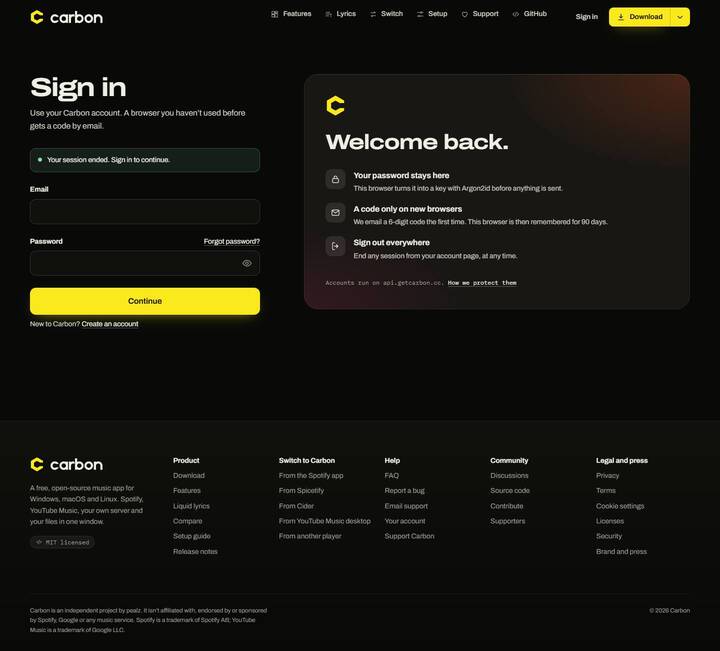 carbon
Features
Lyrics
Switch
Setup
Support
GitHub
Sign in
Download
Sign in
Use your Carbon account. A browser you haven't used before
gets a code by email.
Your session ended. Sign in to continue.
Email
Password
Forgot password?
Continue
New to Carbon? Create an account
Welcome back.
Your password stays here
This browser turns it into a key with Argon2id before anything is sent.
A code only on new browsers
We email a 6-digit code the first time. This browser is then remembered for 90 days.
Sign out everywhere
End any session from your account page, at any time.
Accounts run on api.getcarbon.cc. How we protect them
carbon
A free, open-source music app for
Windows, macOS and Linux. Spotify,
YouTube Music, your own server and
your files in one window.
MIT licensed
Product
Download
Features
Liquid lyrics
Compare
Setup guide
Release notes
Switch to Carbon
From the Spotify app
From Spicetify
From Cider
From YouTube Music desktop
From another player
Help
FAQ
Report a bug
Email support
Your account
Support Carbon
Community
Discussions
Source code
Contribute
Supporters
Legal and press
Privacy
Terms
Cookie settings
Licenses
Security
Brand and press
Carbon is an independent project by pealz. It isn't affiliated with, endorsed by or sponsored
by Spotify, Google or any music service. Spotify is a trademark of Spotify AB; YouTube
Music is a trademark of Google LLC.
© 2026 Carbon